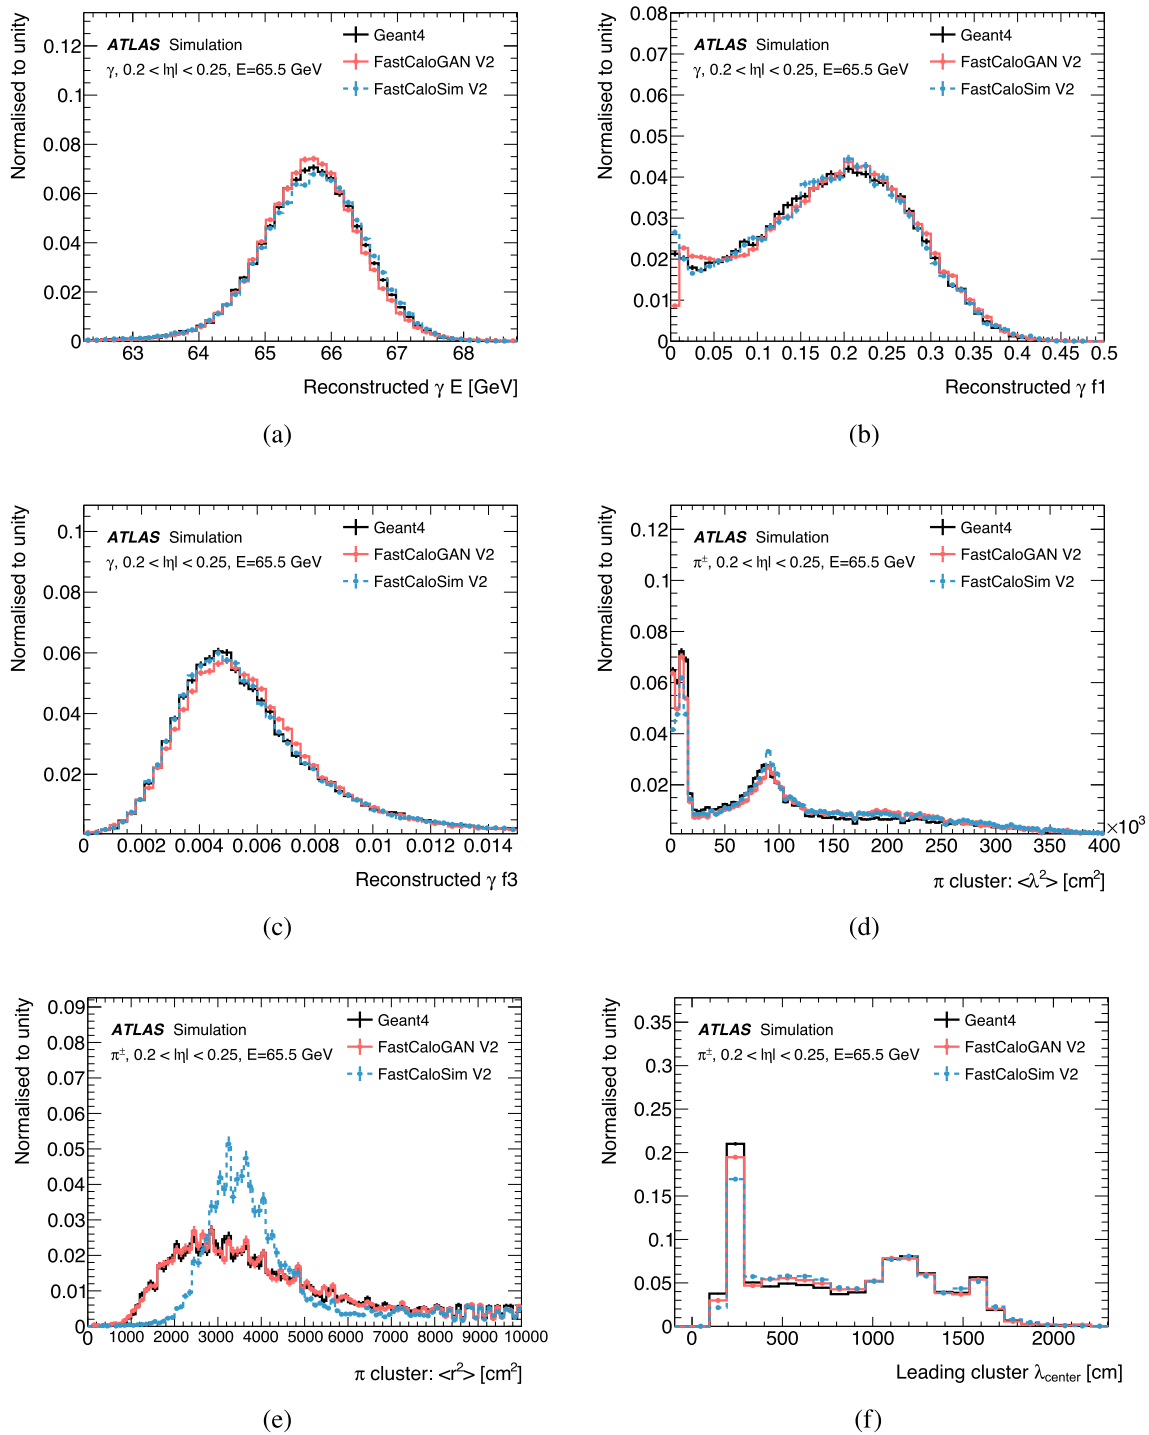 Normalised to unity
0.12
0.1
0.08
0.06
0.04
0.02
0
ATLAS Simulation
γ, 0.2 < |η| < 0.25, E=65.5 GeV
Geant4
FastCaloGAN V2
FastCaloSim V2
63 64 65 66 67 68
Reconstructed γ E [GeV]
(a)
Normalised to unity
0.08
0.07
0.06
0.05
0.04
0.03
0.02
0.01
0
ATLAS Simulation
γ, 0.2 < |η| < 0.25, E=65.5 GeV
Geant4
FastCaloGAN V2
FastCaloSim V2
0 0.05 0.1 0.15 0.2 0.25 0.3 0.35 0.4 0.45 0.5
Reconstructed γ f1
(b)
Normalised to unity
0.1
0.08
0.06
0.04
0.02
ATLAS Simulation
γ, 0.2 < |η| < 0.25, E=65.5 GeV
Geant4
FastCaloGAN V2
FastCaloSim V2
0 0.002 0.004 0.006 0.008 0.01 0.012 0.014
Reconstructed γ f3
(c)
Normalised to unity
0.12
0.1
0.08
0.06
0.04
0.02
ATLAS Simulation
π±, 0.2 < |η| < 0.25, E=65.5 GeV
Geant4
FastCaloGAN V2
FastCaloSim V2
0 50 100 150 200 250 300 350 400
×10³
π cluster: <λ²> [cm²]
(d)
Normalised to unity
0.09
0.08
0.07
0.06
0.05
0.04
0.03
0.02
0.01
0
ATLAS Simulation
π±, 0.2 < |η| < 0.25, E=65.5 GeV
Geant4
FastCaloGAN V2
FastCaloSim V2
0 1000 2000 3000 4000 5000 6000 7000 8000 9000 10000
π cluster: <r²> [cm²]
(e)
Normalised to unity
0.35
0.3
0.25
0.2
0.15
0.1
0.05
0
ATLAS Simulation
π±, 0.2 < |η| < 0.25, E=65.5 GeV
Geant4
FastCaloGAN V2
FastCaloSim V2
0 500 1000 1500 2000
Leading cluster λcenter [cm]
(f)